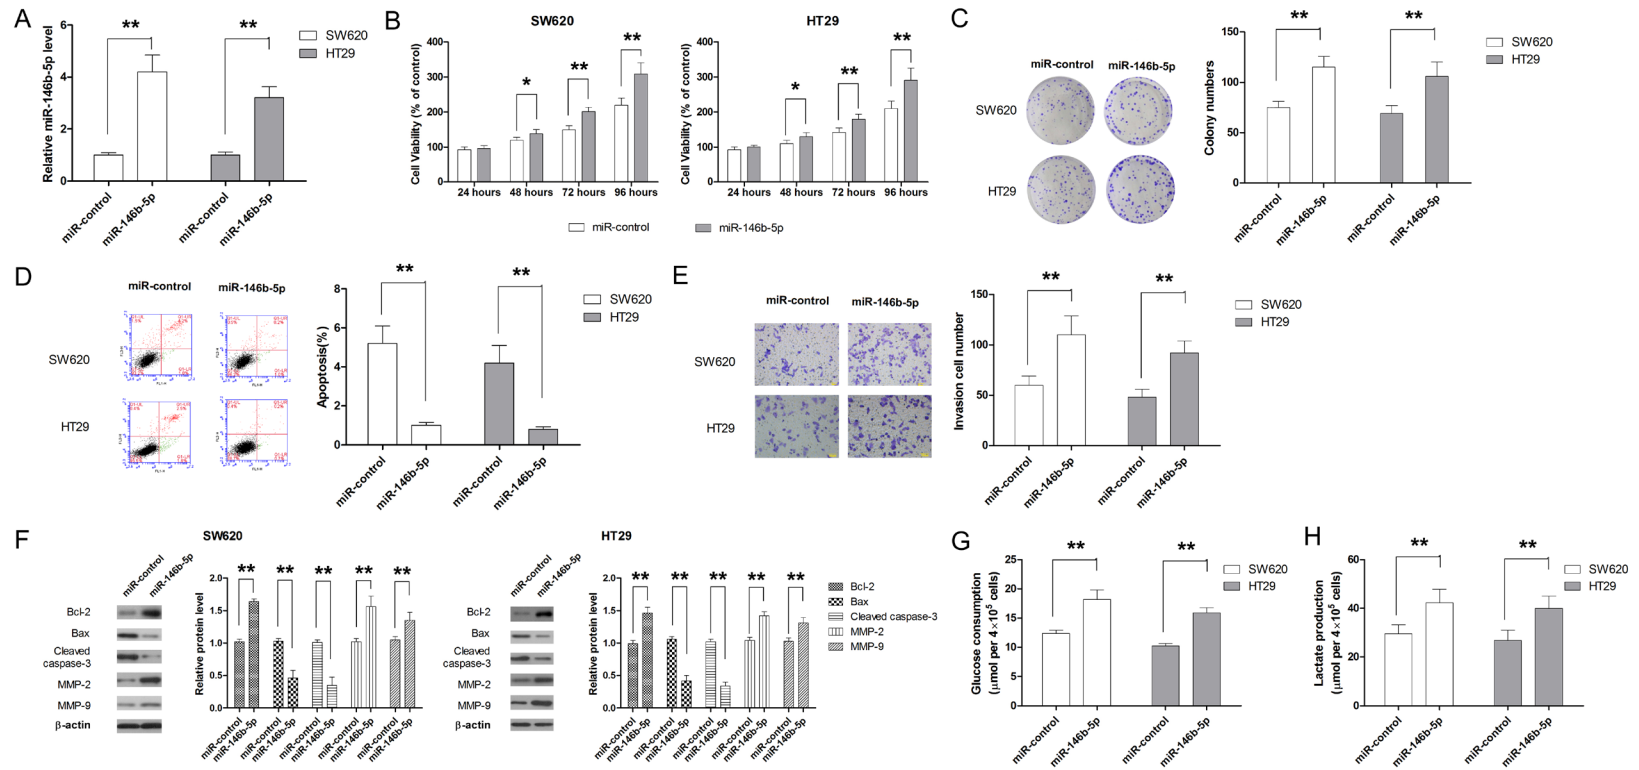 A
Relative miR-146b-5p level
6
4
2
0
**
**
SW620
HT29
miR-control
miR-146b-5p
miR-control
miR-146b-5p
B
SW620
Cell Viability (% of control)
400
300
200
100
0
*
**
**
24 hours
48 hours
72 hours
96 hours
HT29
Cell Viability (% of control)
400
300
200
100
0
*
**
**
24 hours
48 hours
72 hours
96 hours
miR-control
miR-146b-5p
C
miR-control
miR-146b-5p
SW620
HT29
Colony numbers
150
100
50
0
**
**
SW620
HT29
miR-control
miR-146b-5p
miR-control
miR-146b-5p
D
miR-control
miR-146b-5p
SW620
HT29
Apoptosis(%)
8
6
4
2
0
**
**
SW620
HT29
miR-control
miR-146b-5p
miR-control
miR-146b-5p
E
miR-control
miR-146b-5p
SW620
HT29
Invasion cell number
150
100
50
0
**
**
SW620
HT29
miR-control
miR-146b-5p
miR-control
miR-146b-5p
F
SW620
miR-control
miR-146b-5p
Bcl-2
Bax
Cleaved
caspase-3
MMP-2
MMP-9
β-actin
Relative protein level
2.0
1.5
1.0
0.5
0.0
**
**
**
**
**
miR-control
miR-146b-5p
miR-control
miR-146b-5p
miR-control
miR-146b-5p
miR-control
miR-146b-5p
miR-control
miR-146b-5p
HT29
miR-control
miR-146b-5p
Bcl-2
Bax
Cleaved
caspase-3
MMP-2
MMP-9
β-actin
Relative protein level
2.0
1.5
1.0
0.5
0.0
**
**
**
**
**
miR-control
miR-146b-5p
miR-control
miR-146b-5p
miR-control
miR-146b-5p
miR-control
miR-146b-5p
miR-control
miR-146b-5p
Bcl-2
Bax
Cleaved caspase-3
MMP-2
MMP-9
G
Glucose consumption
(μmol per 4×10⁵ cells)
25
20
15
10
5
0
**
**
SW620
HT29
miR-control
miR-146b-5p
miR-control
miR-146b-5p
H
Lactate production
(μmol per 4×10⁵ cells)
60
40
20
0
**
**
SW620
HT29
miR-control
miR-146b-5p
miR-control
miR-146b-5p